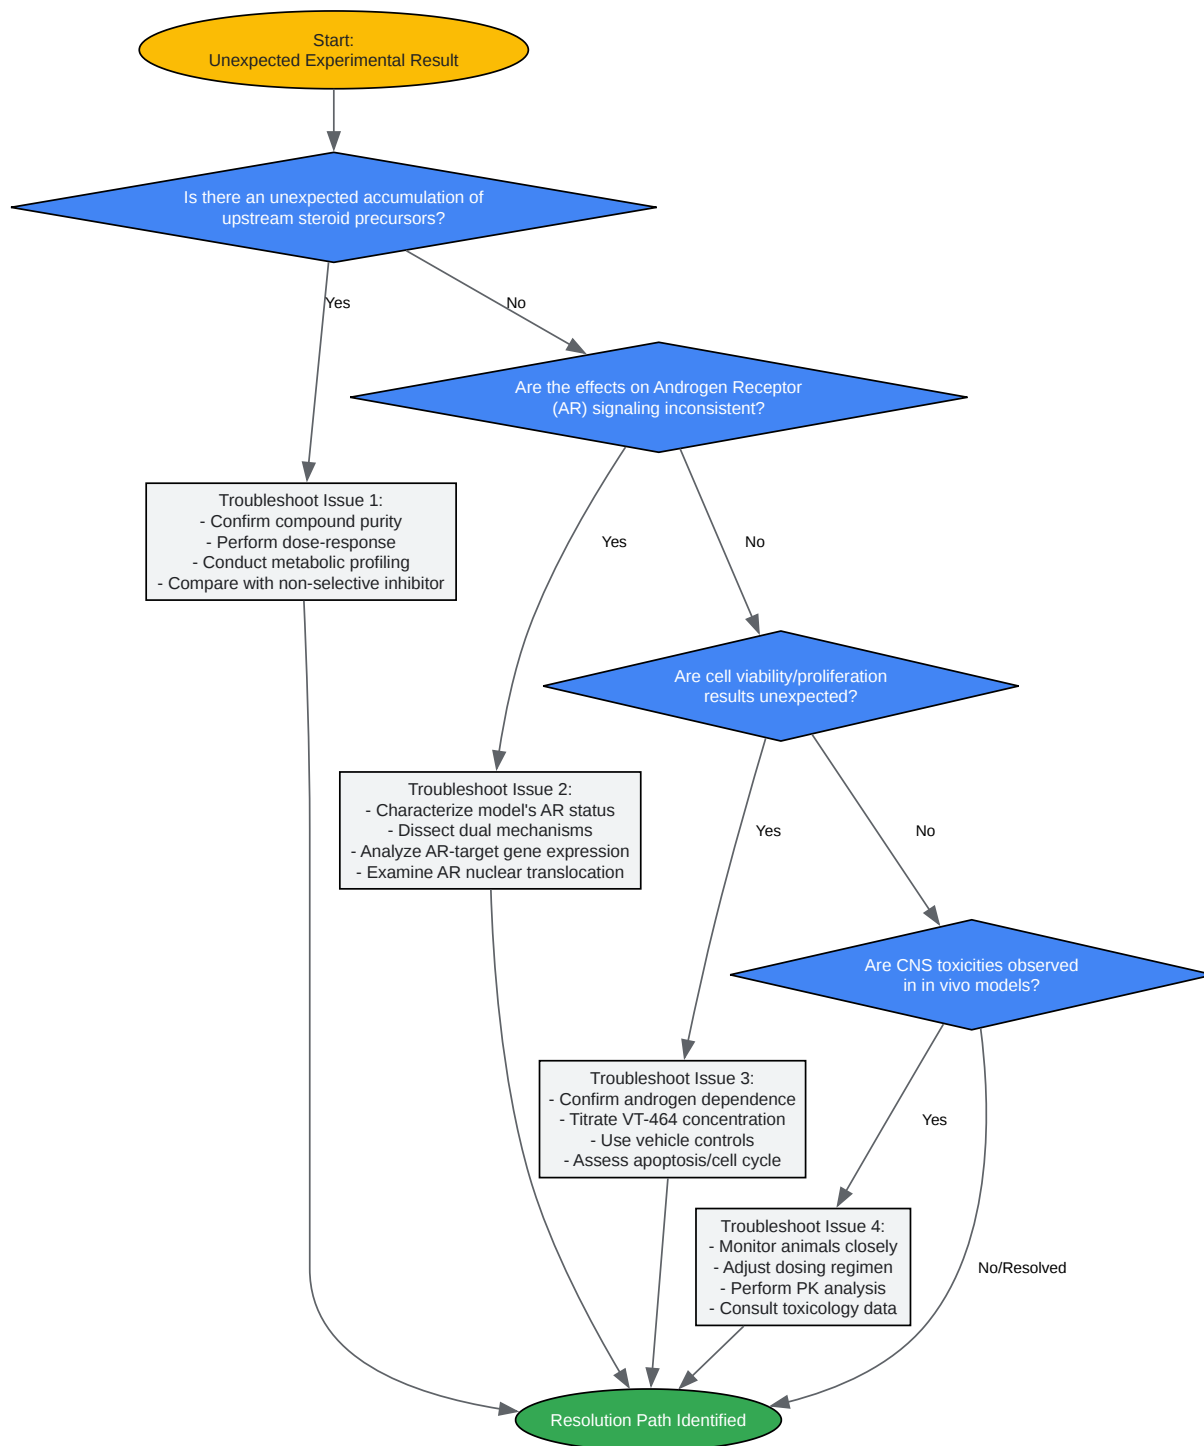 Start:
Unexpected Experimental Result
Is there an unexpected accumulation of
upstream steroid precursors?
Yes
No
Are the effects on Androgen Receptor
(AR) signaling inconsistent?
Troubleshoot Issue 1:
- Confirm compound purity
- Perform dose-response
- Conduct metabolic profiling
- Compare with non-selective inhibitor
Yes
No
Are cell viability/proliferation
results unexpected?
Troubleshoot Issue 2:
- Characterize model's AR status
- Dissect dual mechanisms
- Analyze AR-target gene expression
- Examine AR nuclear translocation
Yes
No
Are CNS toxicities observed
in in vivo models?
Troubleshoot Issue 3:
- Confirm androgen dependence
- Titrate VT-464 concentration
- Use vehicle controls
- Assess apoptosis/cell cycle
Yes
Troubleshoot Issue 4:
- Monitor animals closely
- Adjust dosing regimen
- Perform PK analysis
- Consult toxicology data
No/Resolved
Resolution Path Identified